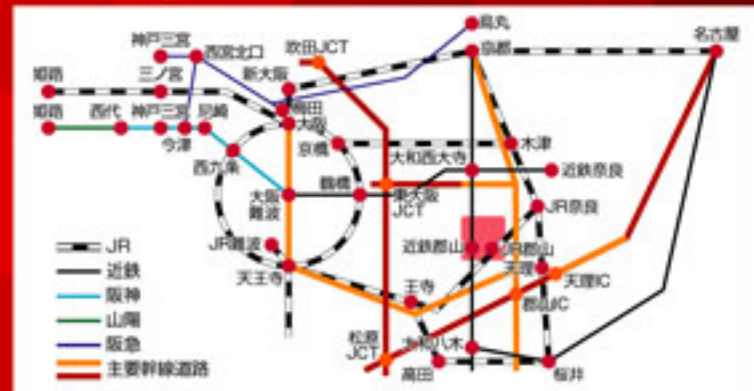 烏丸
神戸三宮
西宮北口
吹田JCT
京都
名古屋
新大阪
姫路
三ノ宮
梅田
大阪
姫路
西代
神戸三宮
尼崎
今津
京橋
木津
西九条
大和西大寺
近鉄奈良
大阪
難波
鶴橋
東大阪
JCT
JR奈良
JR難波
近鉄郡山
JR郡山
天理
天王寺
王寺
天理IC
郡山IC
松原
JCT
大和八木
高田
桜井
JR
近鉄
阪神
山陽
阪急
主要幹線道路